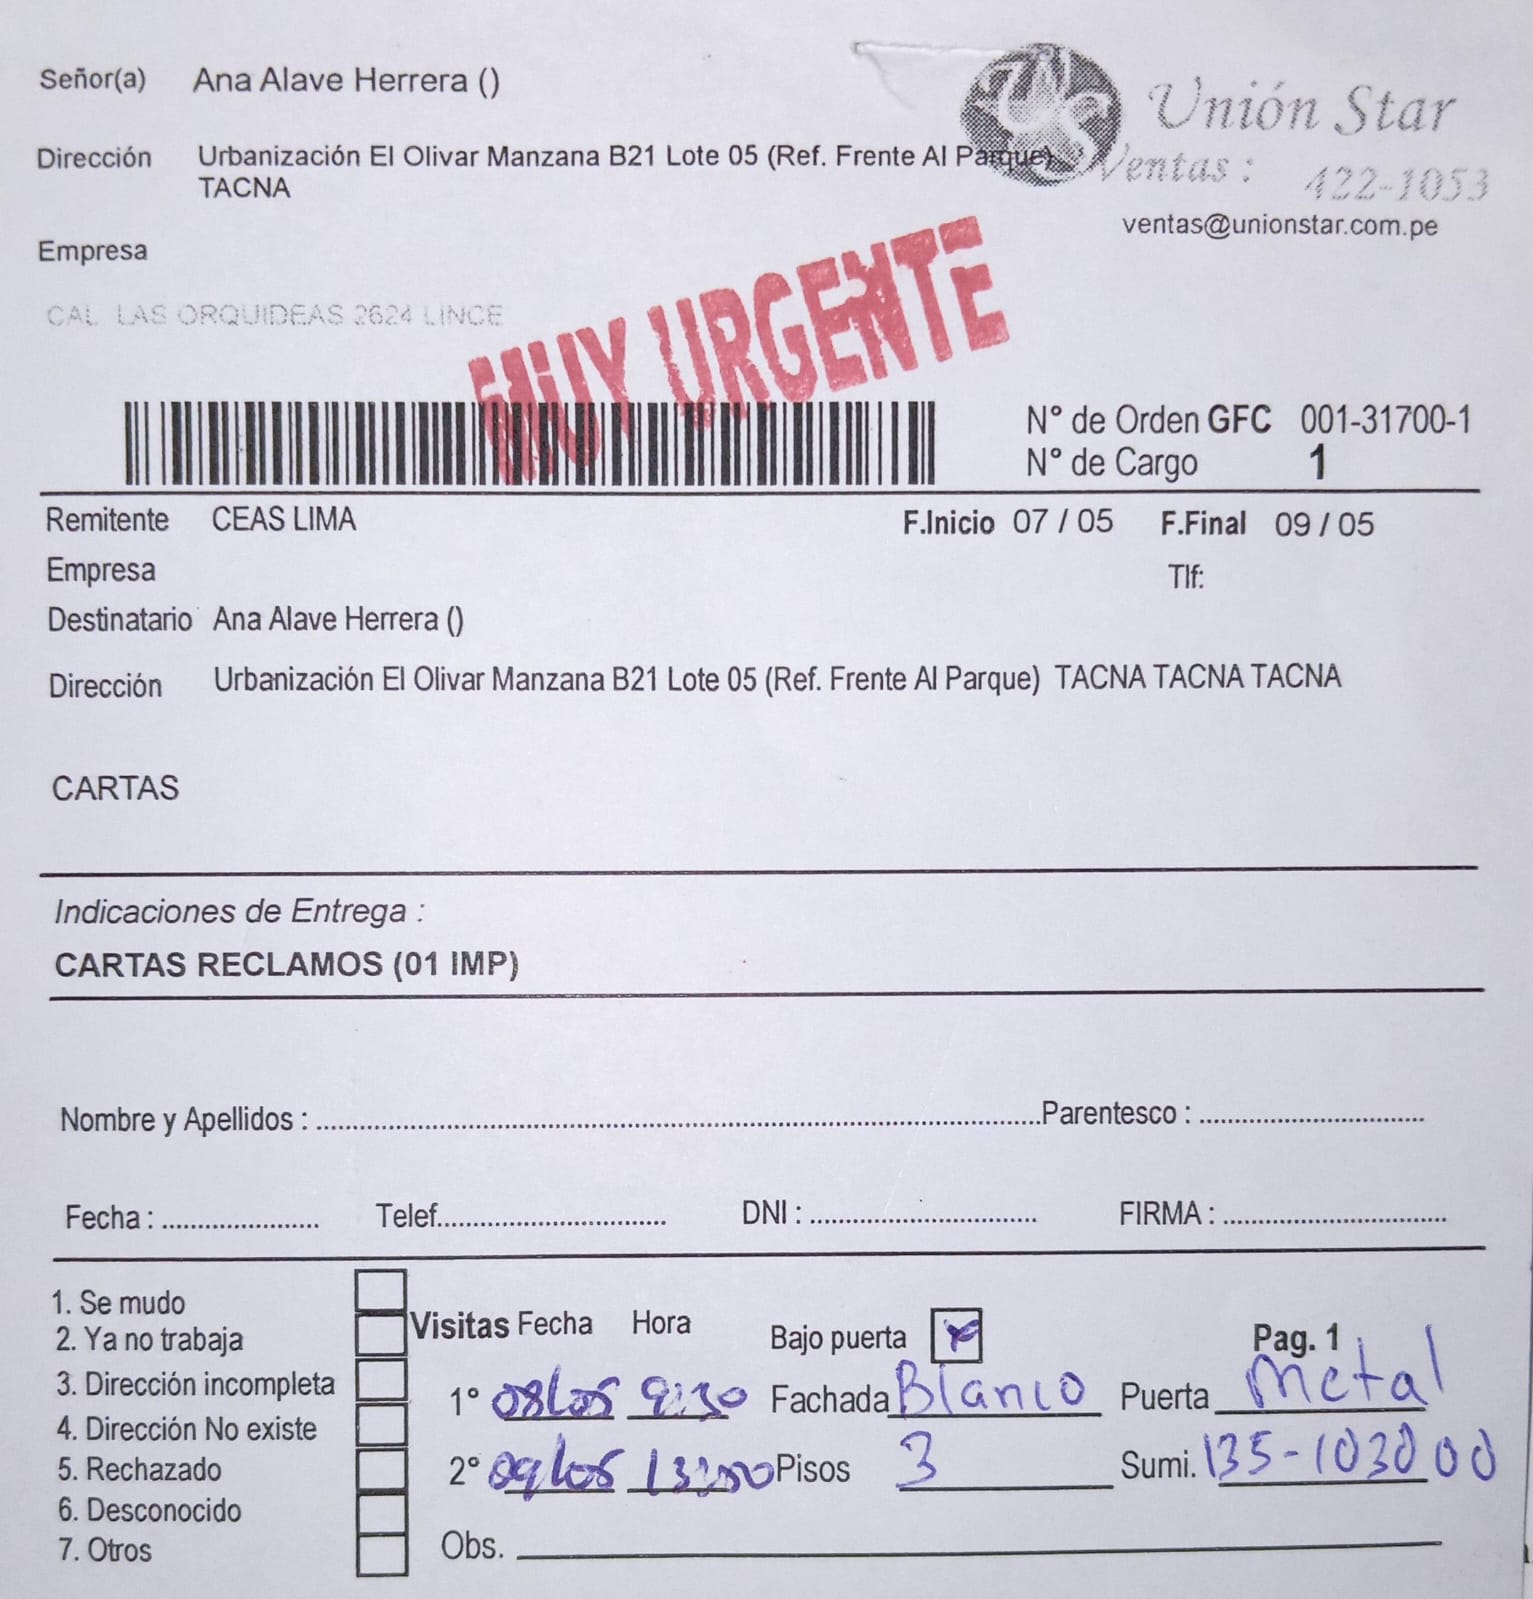 Señor(a) Ana Alave Herrera ()
Unión Star
Dirección Urbanización El Olivar Manzana B21 Lote 05 (Ref. Frente Al Parque)
TACNA
Ventas : 422-1053
ventas@unionstar.com.pe
Empresa
CAL LAS ORQUIDEAS 2624 LINCE
MUY URGENTE
N° de Orden GFC 001-31700-1
N° de Cargo 1
Remitente CEAS LIMA F.Inicio 07 / 05 F.Final 09 / 05
Empresa Tlf:
Destinatario Ana Alave Herrera ()
Dirección Urbanización El Olivar Manzana B21 Lote 05 (Ref. Frente Al Parque) TACNA TACNA TACNA
CARTAS
Indicaciones de Entrega :
CARTAS RECLAMOS (01 IMP)
Nombre y Apellidos : Parentesco :
Fecha : Telef. DNI : FIRMA :
1. Se mudo
2. Ya no trabaja
3. Dirección incompleta
4. Dirección No existe
5. Rechazado
6. Desconocido
7. Otros
Visitas Fecha Hora Bajo puerta x Pag. 1
1° 08/05 9:30 Fachada Blanco Puerta Metal
2° 09/05 Pisos 3 Sumi. 135-1030000
Obs.